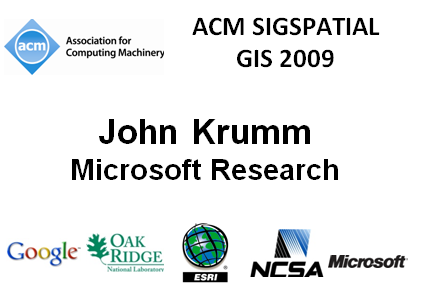 acm
Association for
Computing Machinery
ACM SIGSPATIAL
GIS 2009
John Krumm
Microsoft Research
Google™
OAK
RIDGE
National Laboratory
ESRI
NCSA
Microsoft®